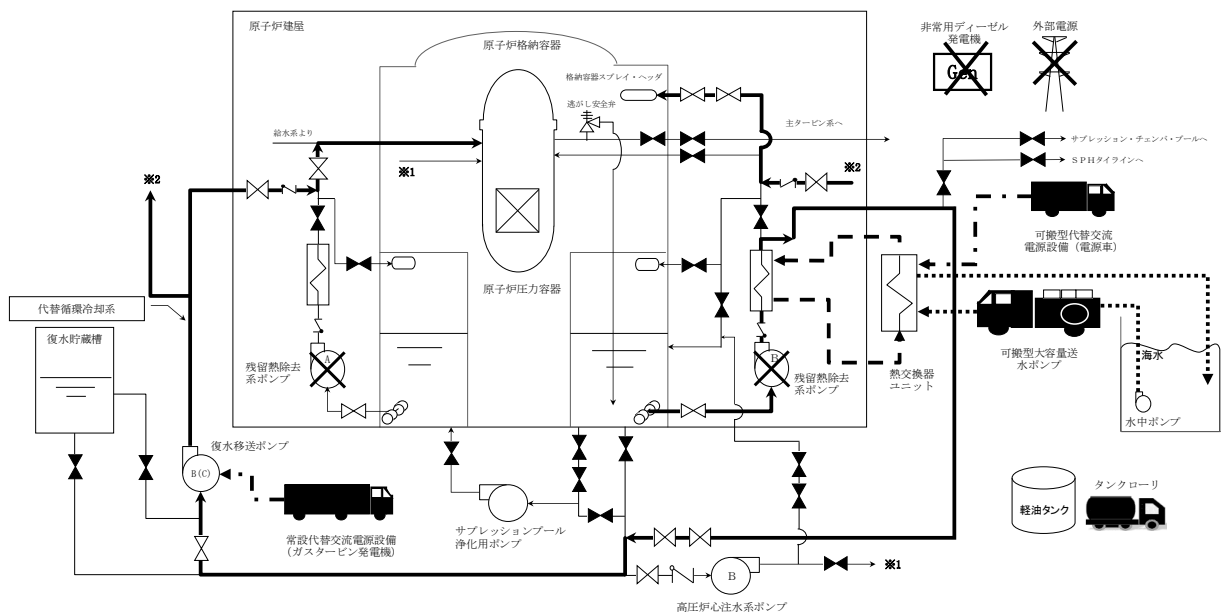 原子炉建屋
原子炉格納容器
格納容器スプレイ・ヘッダ
逃がし安全弁
給水系より
主タービン系へ
※1
※2
※2
非常用ディーゼル
発電機
Gen
外部電源
サプレッション・チェンバ・プールへ
SPHタイラインへ
可搬型代替交流
電源設備（電源車）
原子炉圧力容器
代替循環冷却系
復水貯蔵槽
A
残留熱除去
系ポンプ
B
残留熱除去
系ポンプ
熱交換器
ユニット
可搬型大容量送
水ポンプ
海水
水中ポンプ
復水移送ポンプ
B(C)
常設代替交流電源設備
（ガスタービン発電機）
サプレッションプール
浄化用ポンプ
B
※1
高圧炉心注水系ポンプ
軽油タンク
タンクローリ